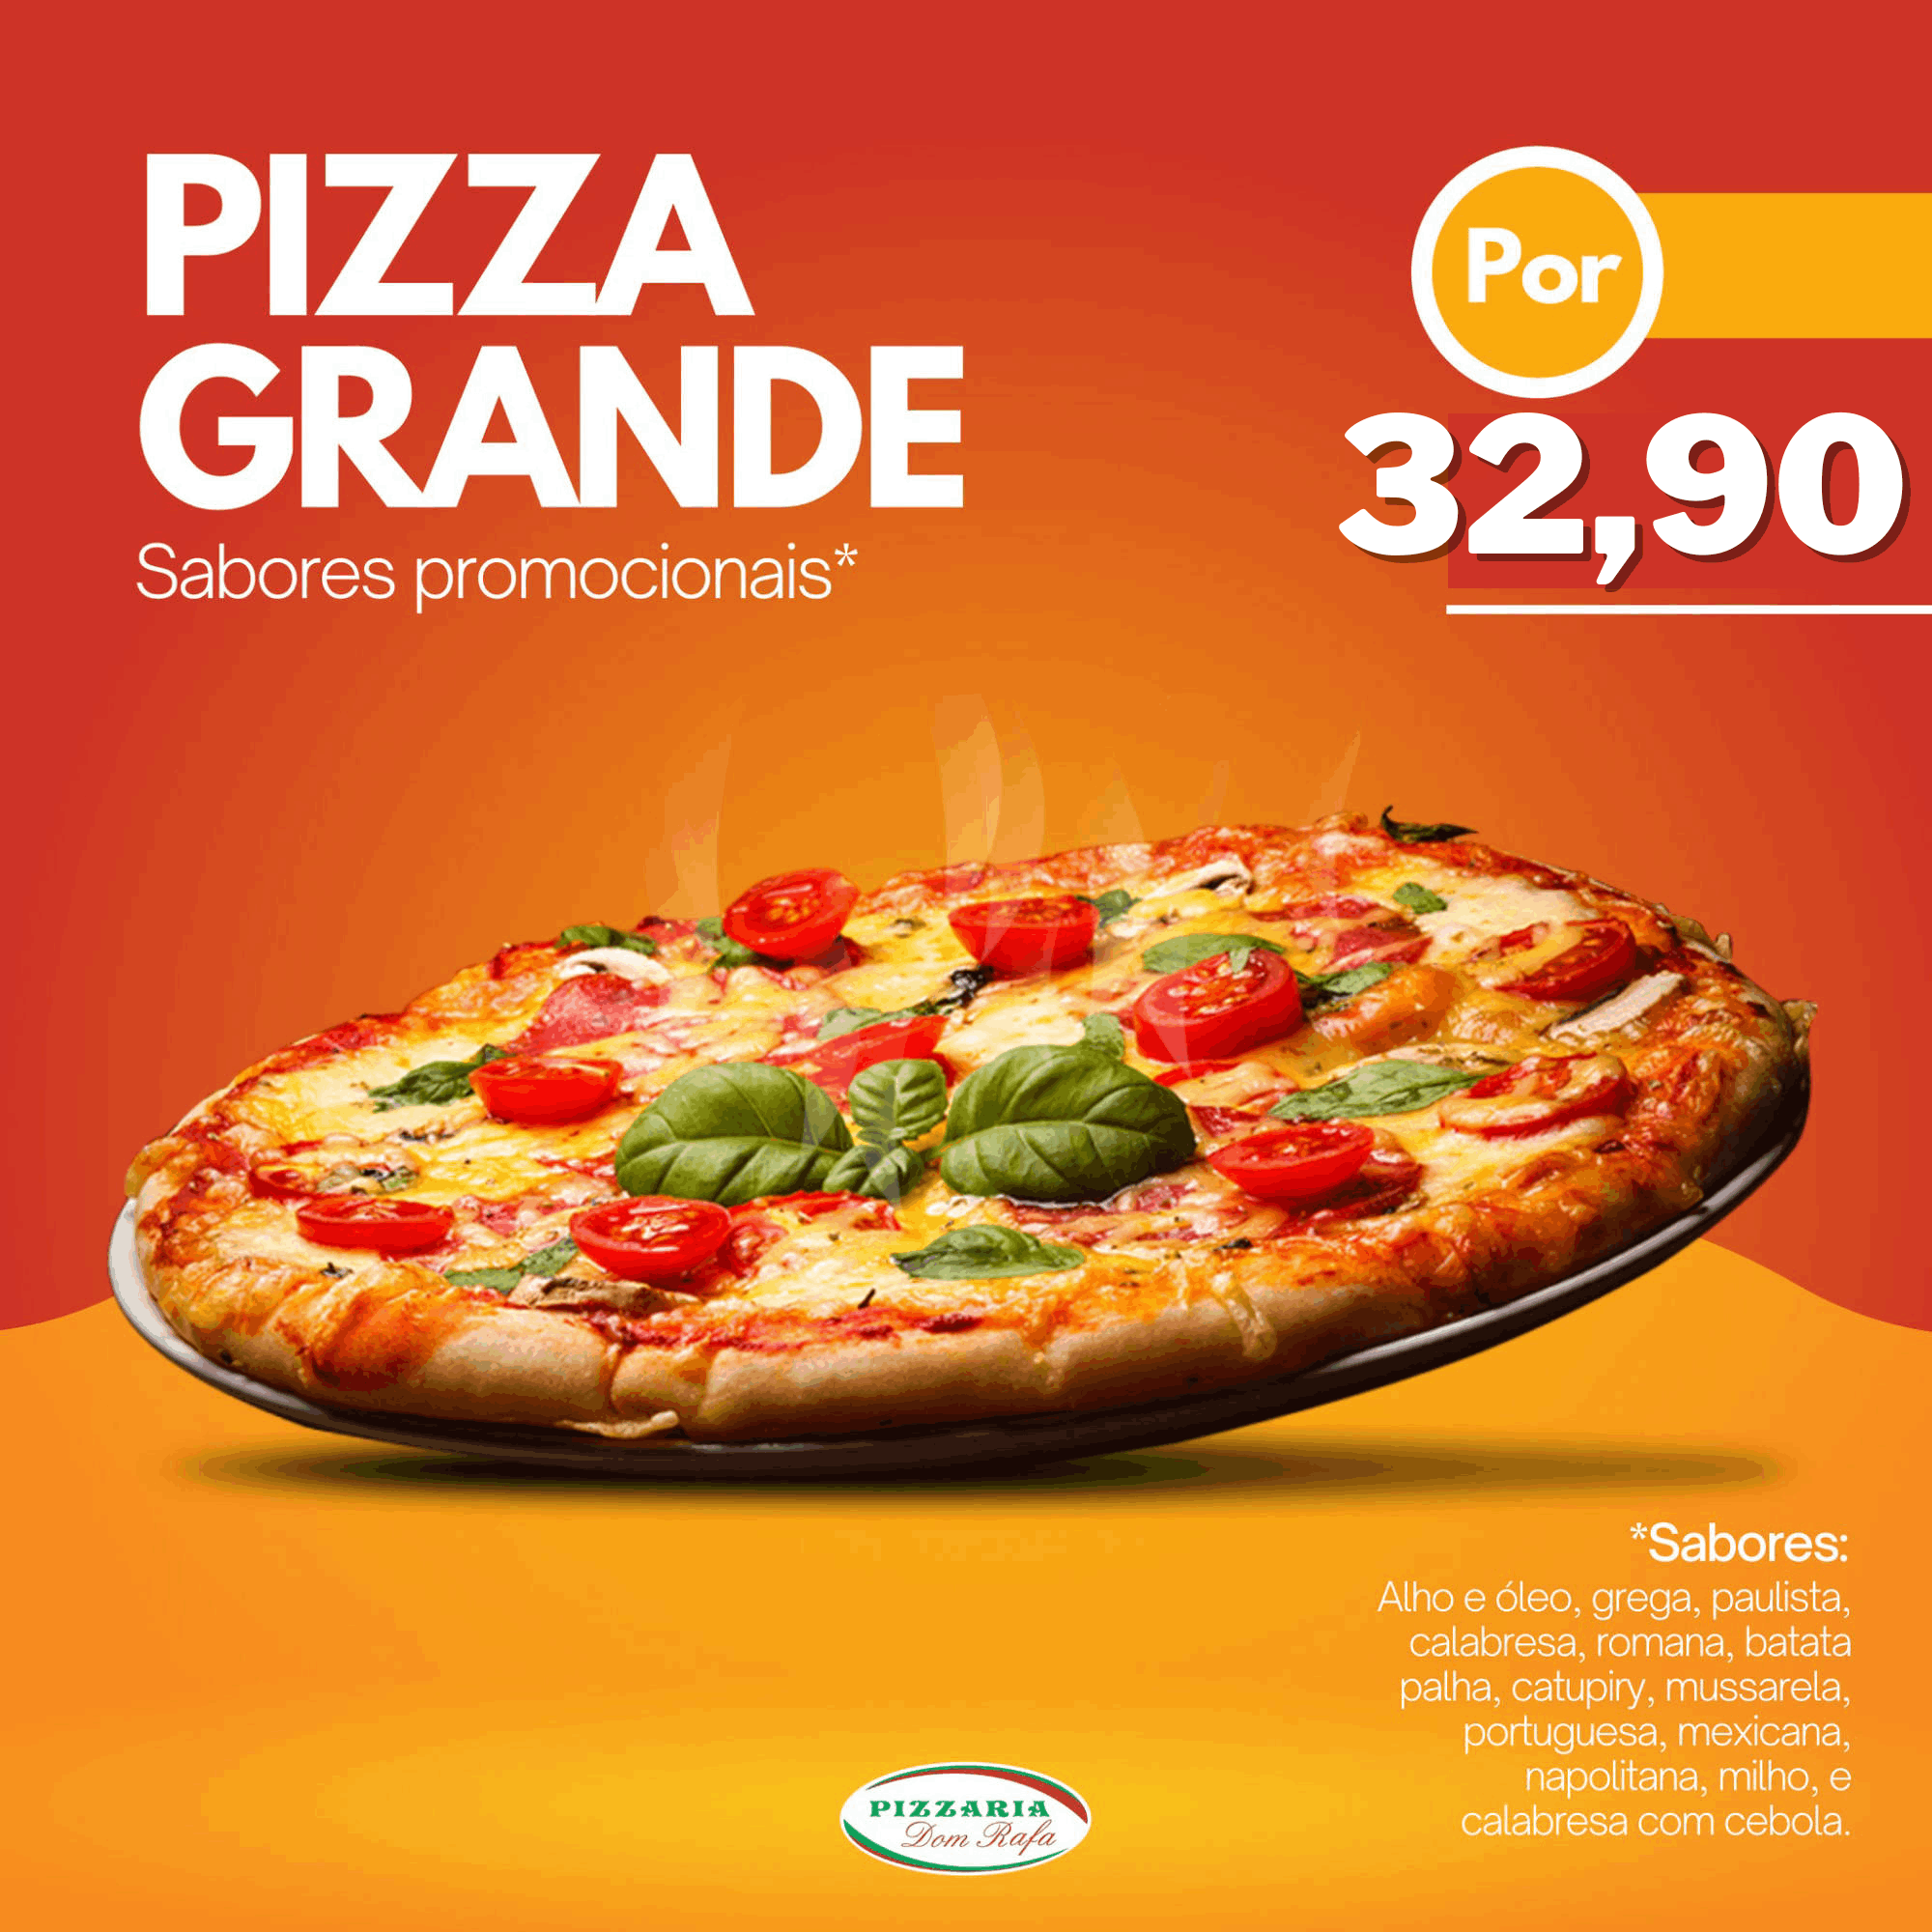 PIZZA
GRANDE
Sabores promocionais*
Por
32,90
*Sabores:
Alho e óleo, grega, paulista,
calabresa, romana, batata
palha, catupiry, mussarela,
portuguesa, mexicana,
napolitana, milho, e
calabresa com cebola.
PIZZARIA
Dom Rafa